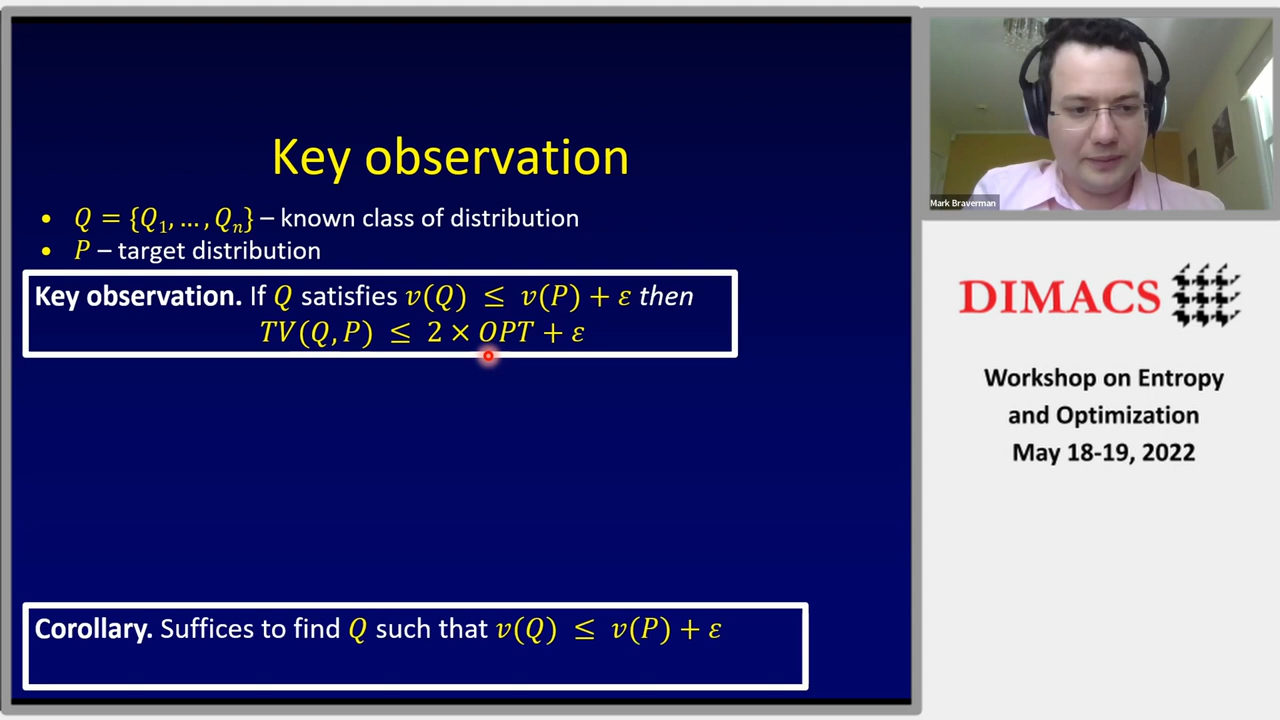 Key observation
• Q = {Q₁, …, Qₙ} – known class of distribution
• P – target distribution
Key observation. If Q satisfies v(Q) ≤ v(P) + ε then
TV(Q, P) ≤ 2 × OPT + ε
Corollary. Suffices to find Q such that v(Q) ≤ v(P) + ε
Mark Braverman
DIMACS
Workshop on Entropy
and Optimization
May 18-19, 2022